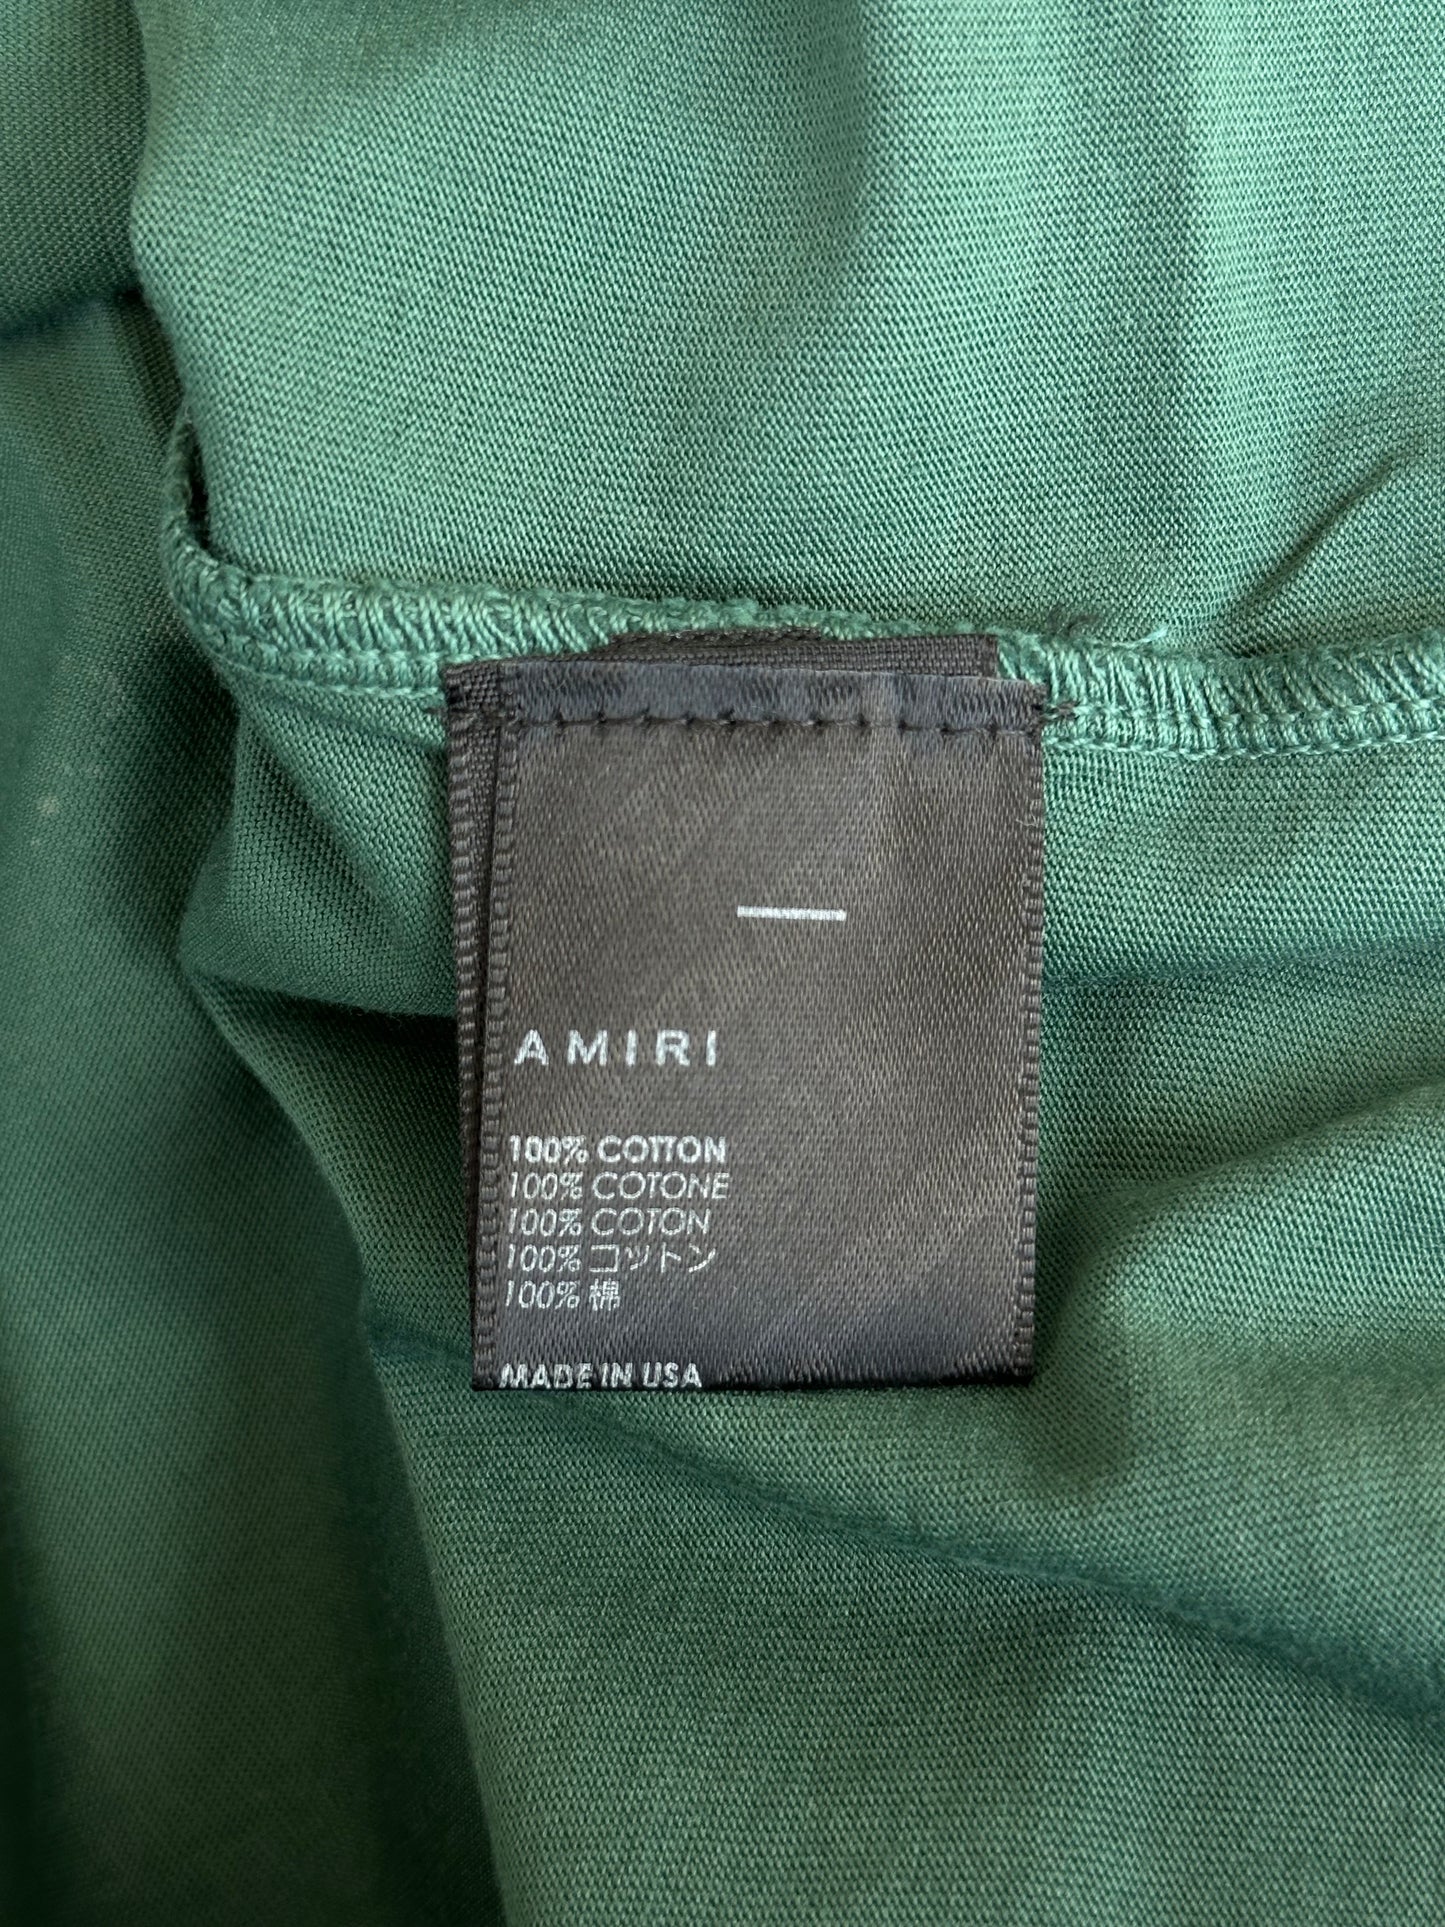 AMIRI
100% COTTON
100% COTONE
100% COTON
100% コットン
100% 棉
MADE IN USA